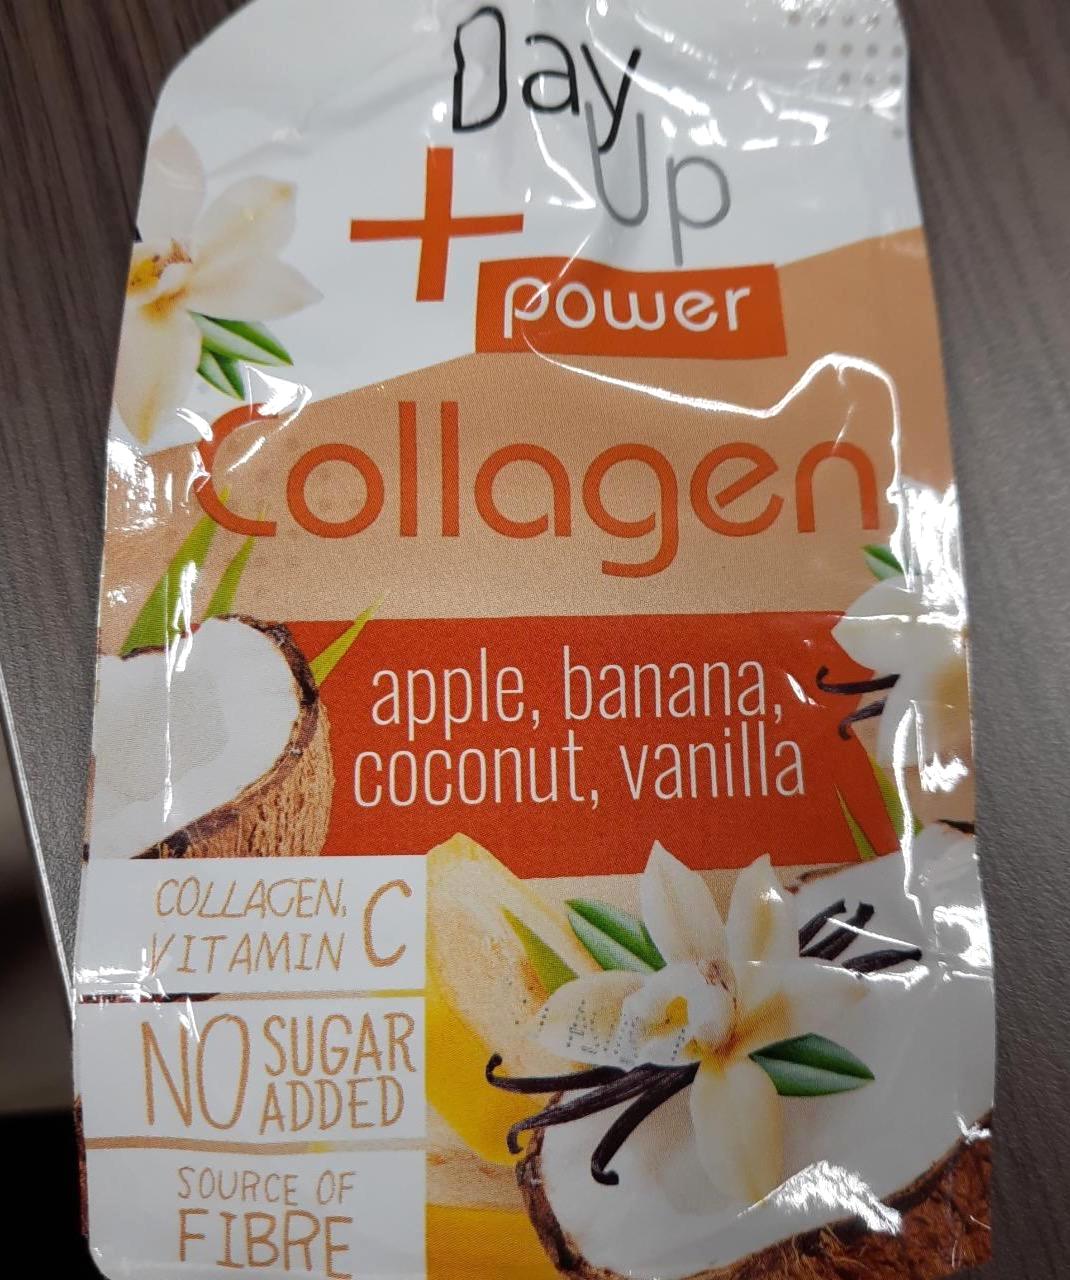 Day
Up
+
power
Collagen
apple, banana,
coconut, vanilla
COLLAGEN,
VITAMIN C
NO SUGAR
ADDED
SOURCE OF
FIBRE